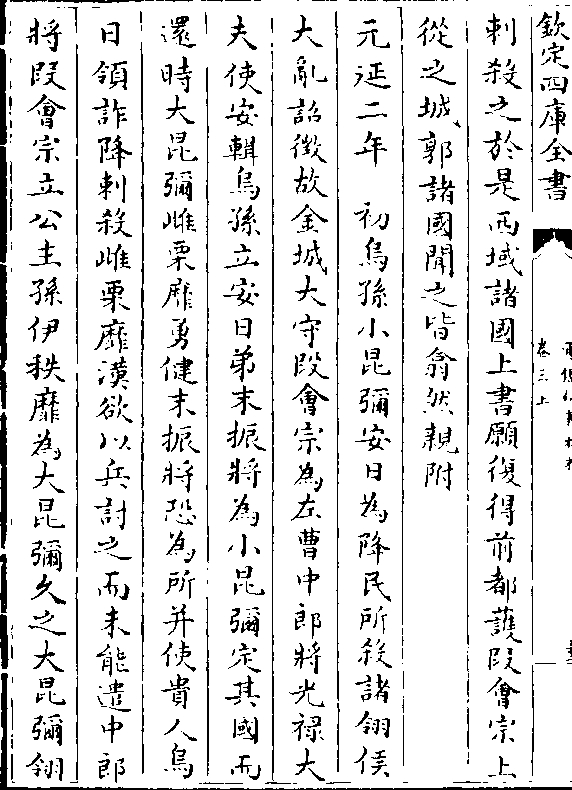 欽定四庫全書
卷三上
刺殺之於是西域諸國上書願復得前都護段會宗上
從之城郭諸國聞之皆翕然親附
元延二年　初烏孫小昆彌安日為降民所殺諸翎侯
大亂詔徴故金城大守段會宗為左曹中郎將光祿大
夫使安輯烏孫立安日弟末振將為小昆彌定其國而
還時大昆彌雌栗靡勇健末振將恐為所并使貴人烏
日領詐降刺殺雌栗靡漢欲以兵討之而未能遣中郎
將段會宗立公主孫伊秩靡為大昆彌久之大昆彌翎